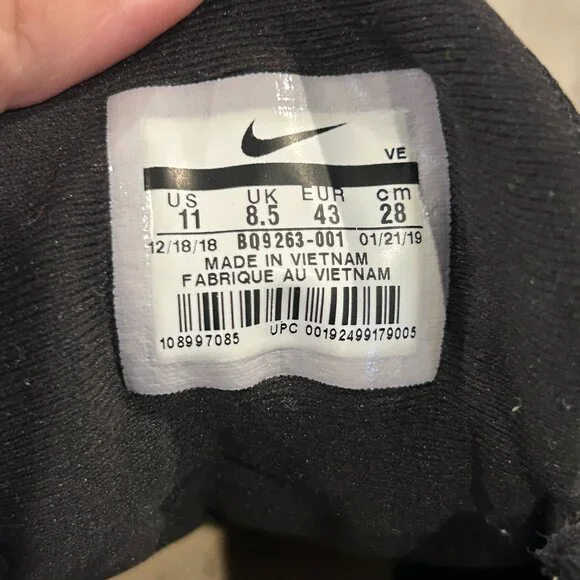 VE
US UK EUR cm
11 8.5 43 28
12/18/18 BQ9263-001 01/21/19
MADE IN VIETNAM
FABRIQUE AU VIETNAM
108997085 UPC 00192499179005